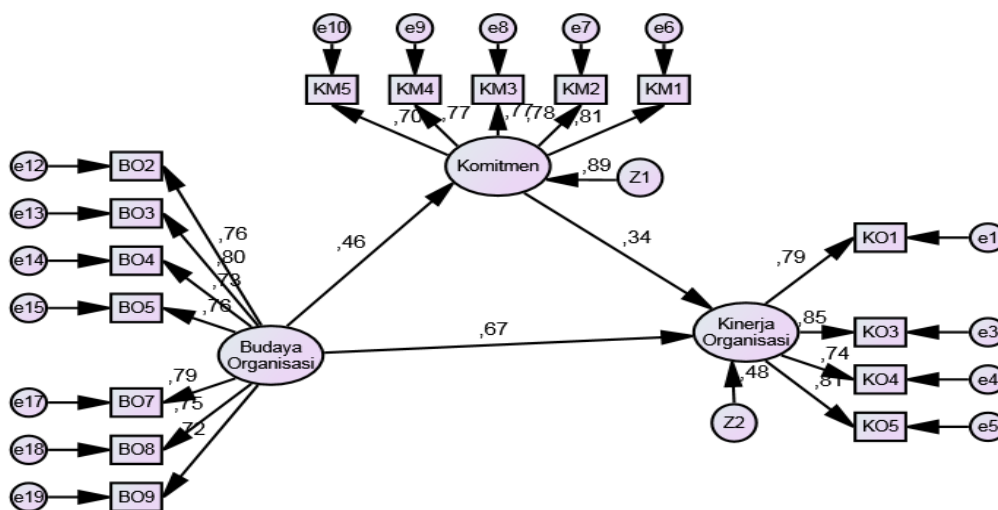 e10 e9 e8 e7 e6
KM5 KM4 KM3 KM2 KM1
,70 ,77 ,77 ,78 ,81
Komitmen
,89
Z1
e12 BO2
e13 BO3
e14 BO4
e15 BO5
e17 BO7
e18 BO8
e19 BO9
,76
,80
,73
,76
,79
,75
,72
Budaya
Organisasi
,46
,34
,67
Kinerja
Organisasi
,48
Z2
,79
,85
,74
,81
KO1 e1
KO3 e3
KO4 e4
KO5 e5